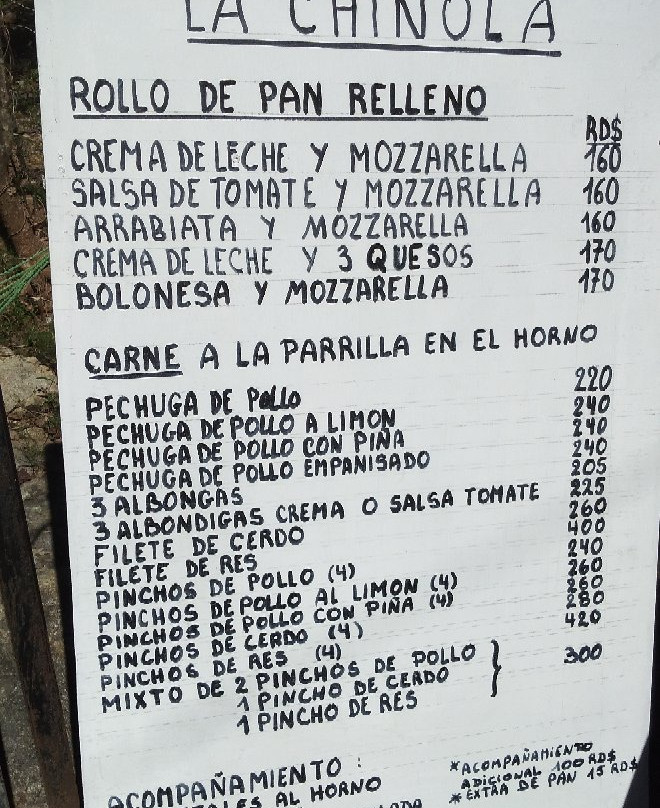 LA CHINOLA
ROLLO DE PAN RELLENO
RD$
CREMA DE LECHE Y MOZZARELLA 160
SALSA DE TOMATE Y MOZZARELLA 160
ARRABIATA Y MOZZARELLA 160
CREMA DE LECHE Y 3 QUESOS 170
BOLONESA Y MOZZARELLA 170
CARNE A LA PARRILLA EN EL HORNO
PECHUGA DE POLLO 220
PECHUGA DE POLLO A LIMON 240
PECHUGA DE POLLO CON PIÑA 240
PECHUGA DE POLLO EMPANISADO 240
3 ALBONGAS 205
3 ALBONDIGAS CREMA O SALSA TOMATE 225
FILETE DE CERDO 260
FILETE DE RES 400
PINCHOS DE POLLO (4) 240
PINCHOS DE POLLO AL LIMON (4) 260
PINCHOS DE POLLO CON PIÑA (4) 260
PINCHOS DE CERDO (4) 280
PINCHOS DE RES (4) 420
MIXTO DE 2 PINCHOS DE POLLO
1 PINCHO DE CERDO } 300
1 PINCHO DE RES
ACOMPAÑAMIENTO :
AL HORNO
*ACOMPAÑAMIENTO
ADICIONAL 100 RD$
*EXTRA DE PAN 15 RD$